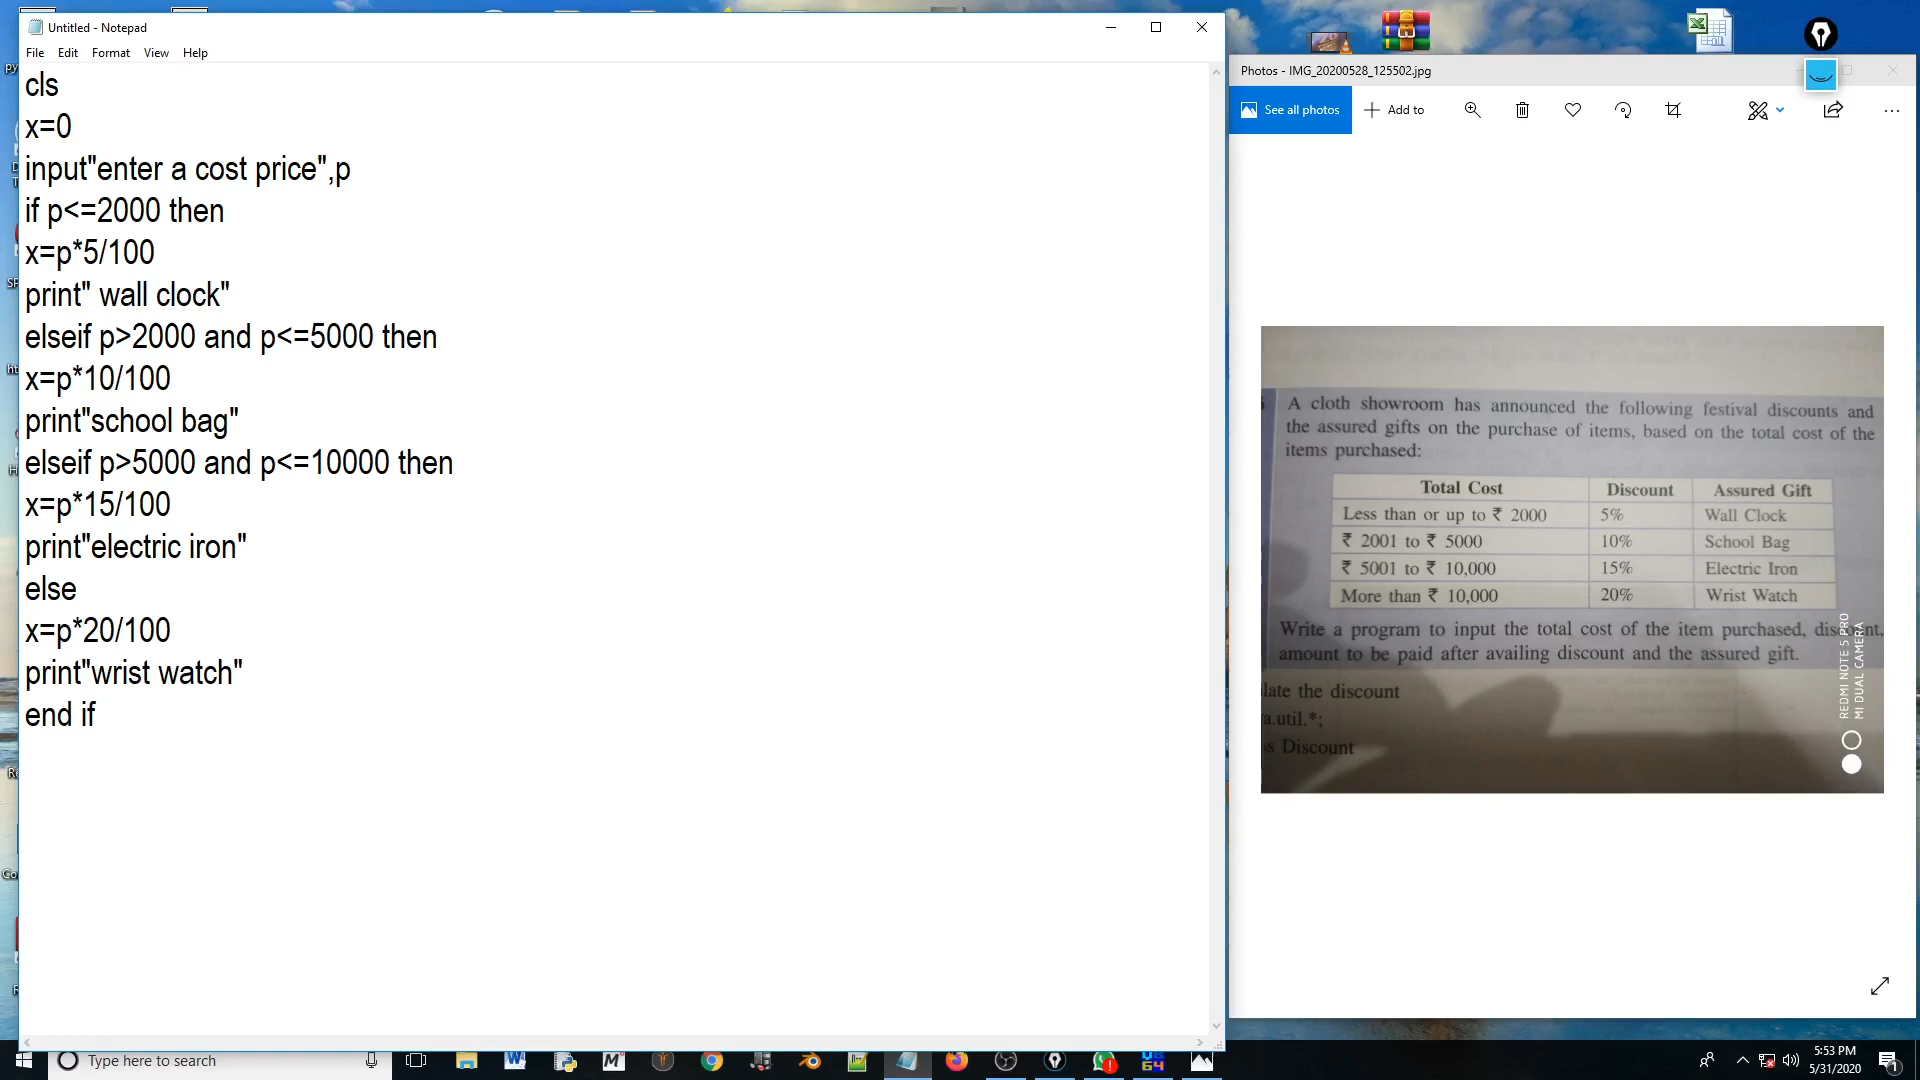 Untitled - Notepad
File Edit Format View Help
cls
x=0
input"enter a cost price",p
if p<=2000 then
x=p*5/100
print" wall clock"
elseif p>2000 and p<=5000 then
x=p*10/100
print"school bag"
elseif p>5000 and p<=10000 then
x=p*15/100
print"electric iron"
else
x=p*20/100
print"wrist watch"
end if
Photos - IMG_20200528_125502.jpg
See all photos Add to
A cloth showroom has announced the following festival discounts and
the assured gifts on the purchase of items, based on the total cost of the
items purchased:
Total Cost Discount Assured Gift
Less than or up to ₹ 2000 5% Wall Clock
₹ 2001 to ₹ 5000 10% School Bag
₹ 5001 to ₹ 10,000 15% Electric Iron
More than ₹ 10,000 20% Wrist Watch
Write a program to input the total cost of the item purchased, discount,
amount to be paid after availing discount and the assured gift.
late the discount
a.util.*;
s Discount
REDMI NOTE 5 PRO
MI DUAL CAMERA
Type here to search
5:53 PM
5/31/2020